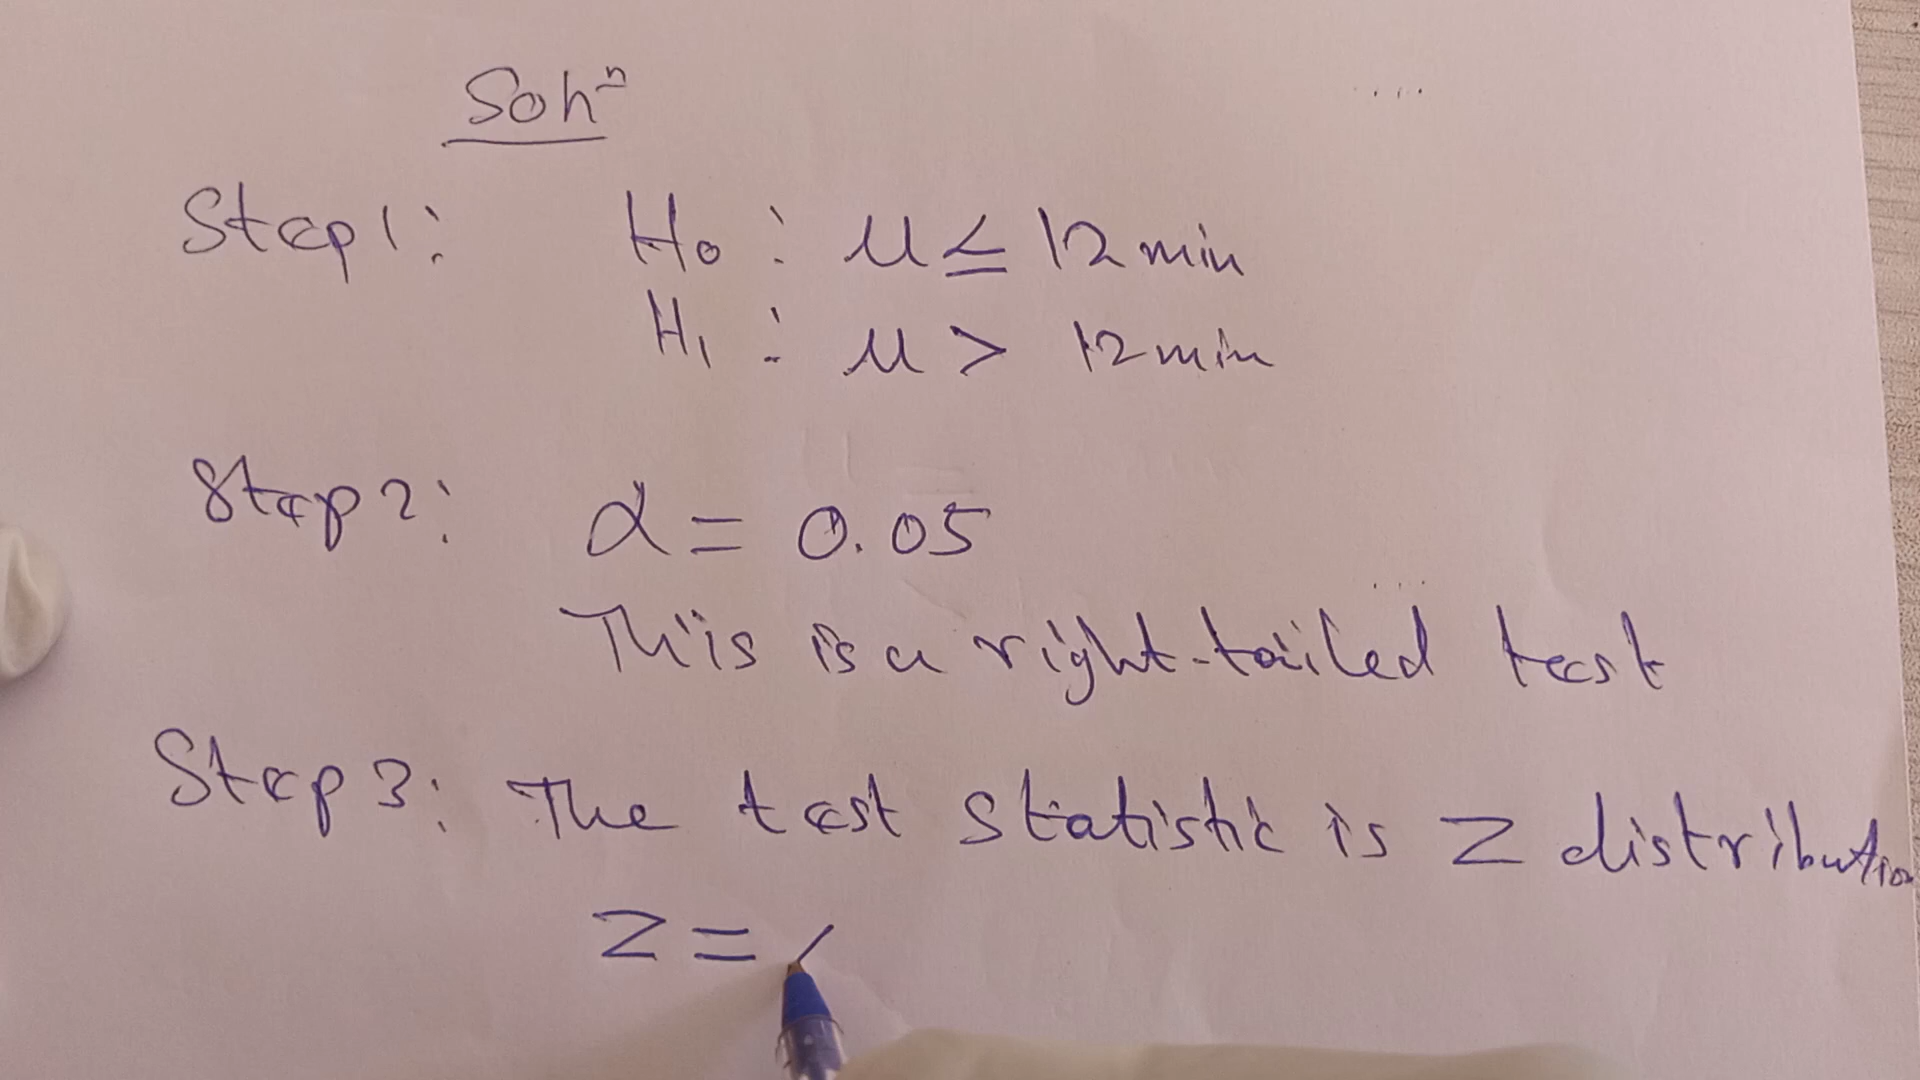 Soln
Step 1: H0 : μ ≤ 12 min
H1 : μ > 12 min
Step 2: α = 0.05
This is a right-tailed test
Step 3: The test statistic is Z distribution
Z =